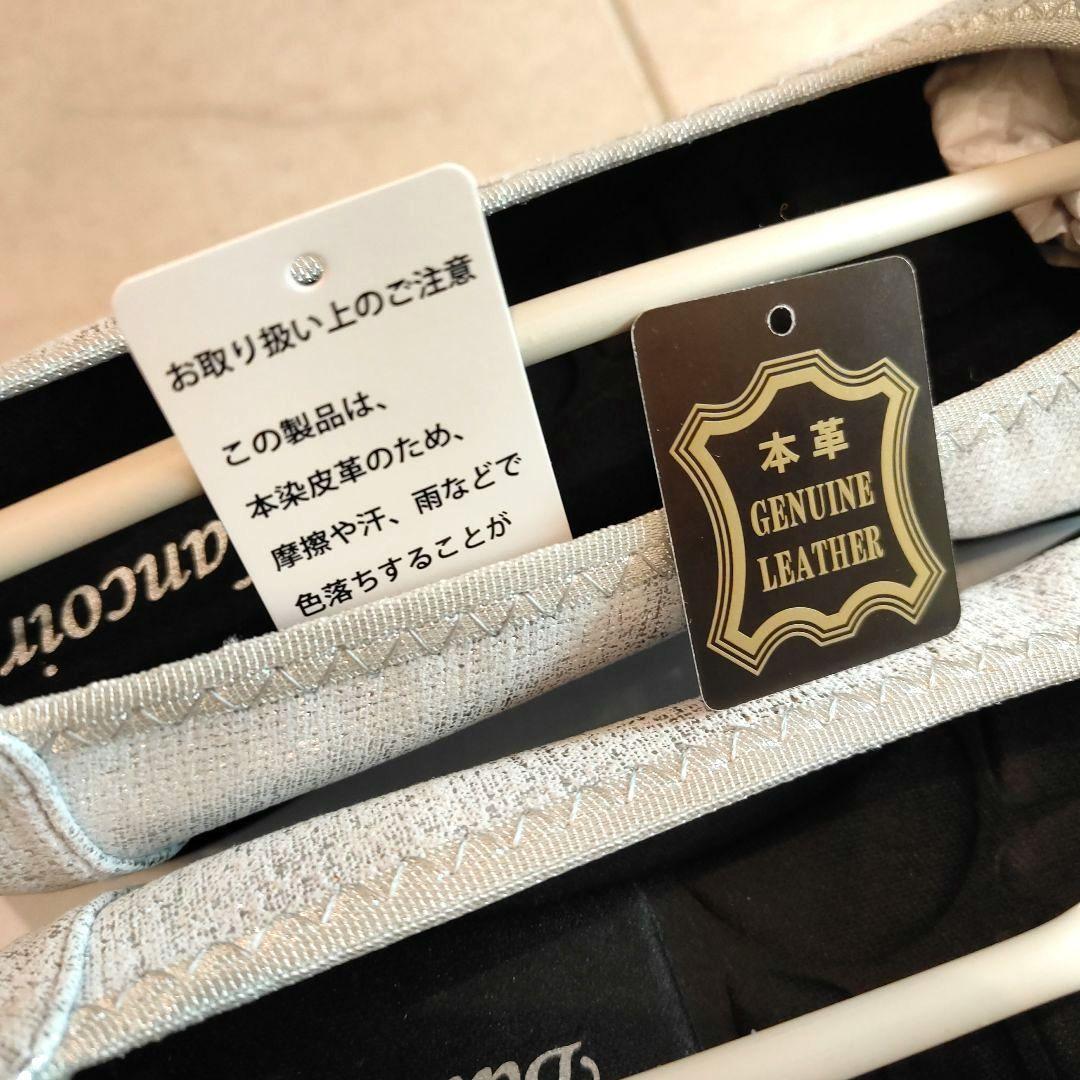 お取り扱い上のご注意
この製品は、
本染皮革のため、
摩擦や汗、雨などで
色落ちすることが
本革
GENUINE
LEATHER
ancoir